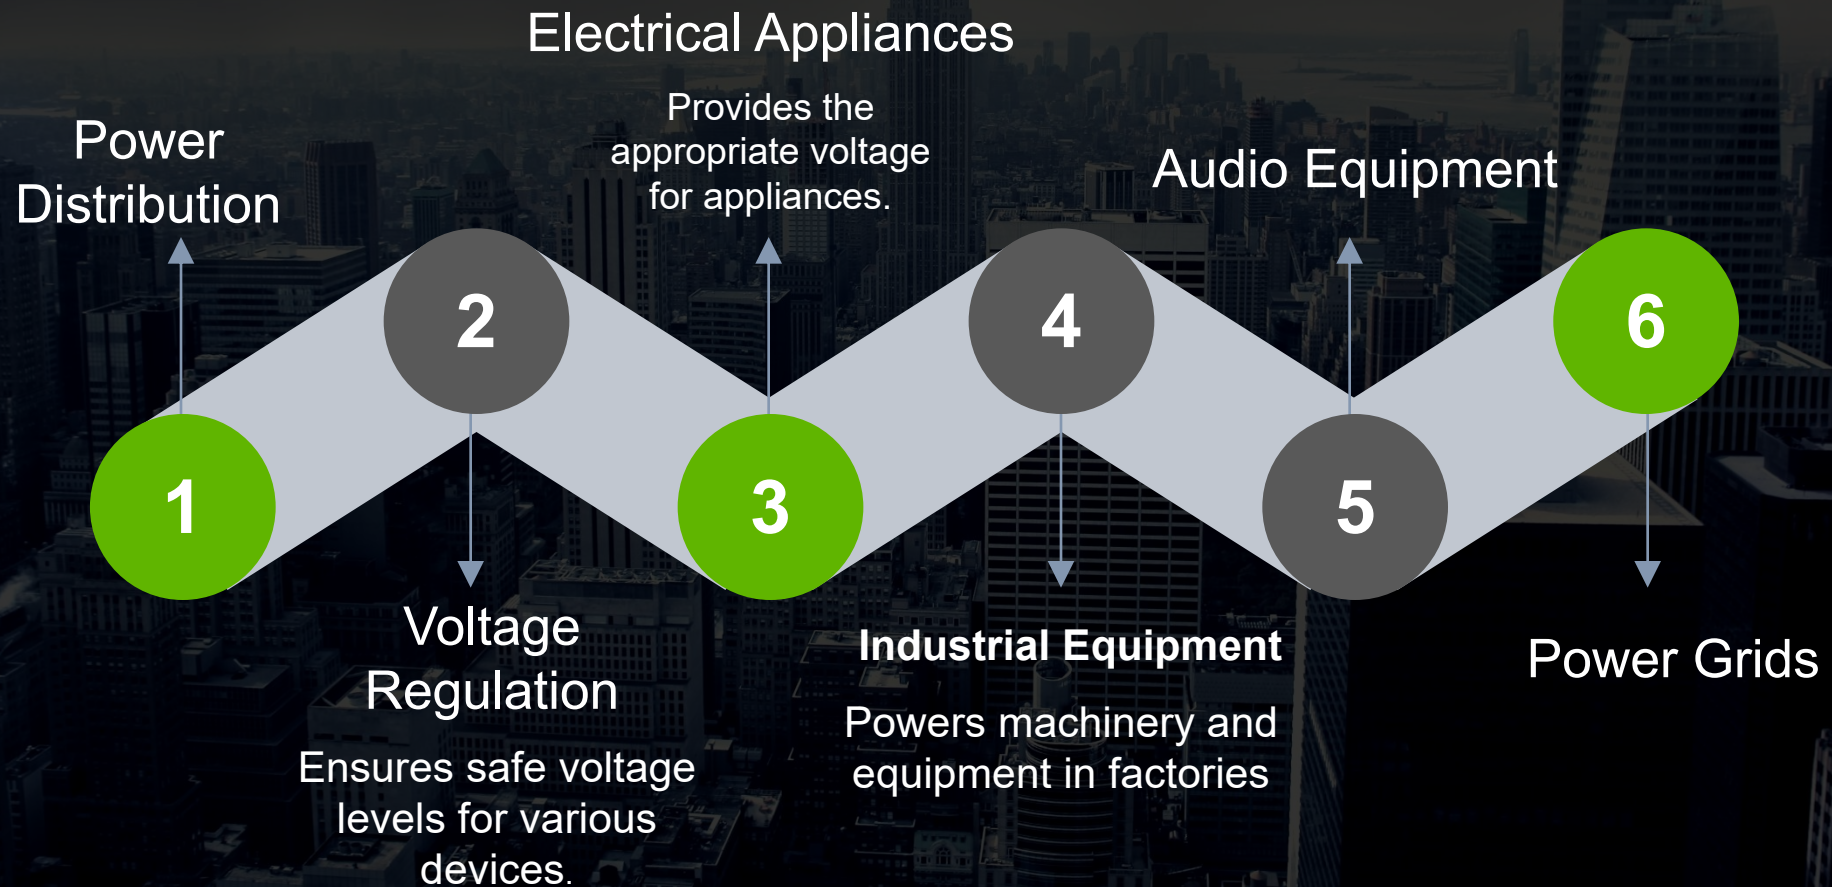 Power
Distribution
1
2
Voltage
Regulation
Ensures safe voltage
levels for various
devices.
Electrical Appliances
Provides the
appropriate voltage
for appliances.
3
4
Industrial Equipment
Powers machinery and
equipment in factories
Audio Equipment
5
6
Power Grids